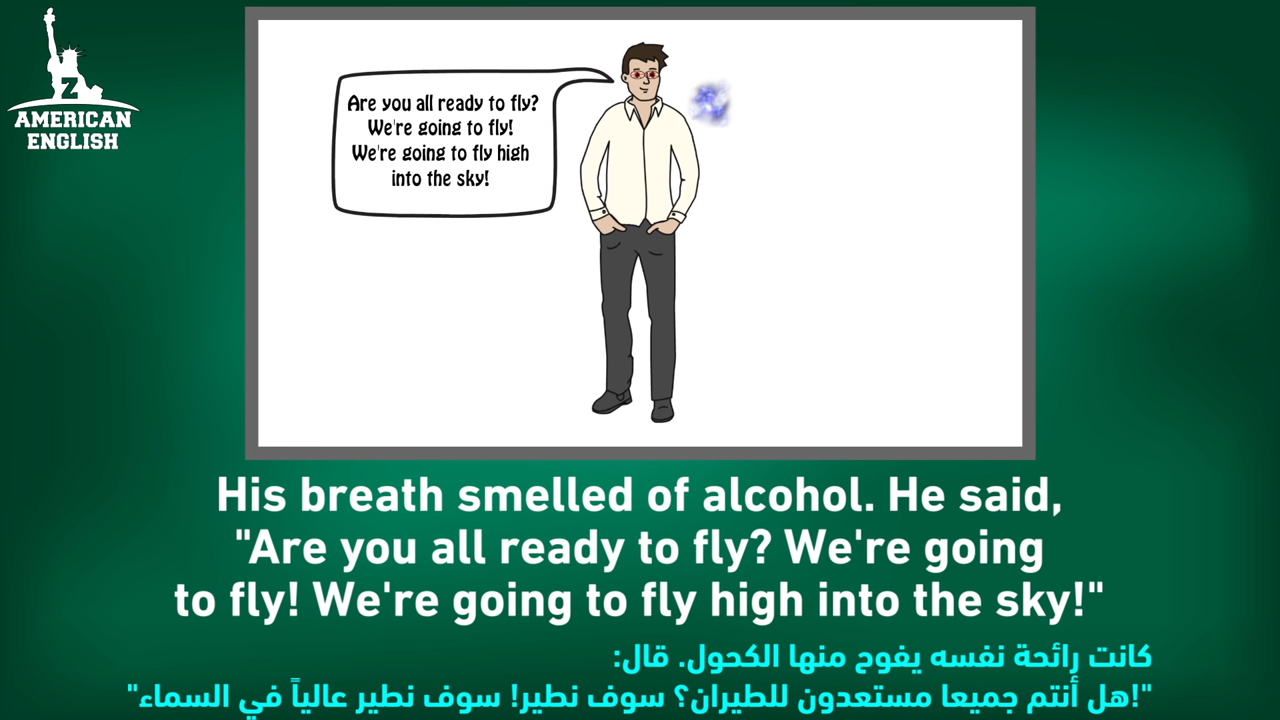 AMERICAN
ENGLISH
Are you all ready to fly?
We're going to fly!
We're going to fly high
into the sky!
His breath smelled of alcohol. He said,
"Are you all ready to fly? We're going
to fly! We're going to fly high into the sky!"
كانت رائحة نفسه يفوح منها الكحول. قال:
"!هل أنتم جميعا مستعدون للطيران؟ سوف نطير! سوف نطير عالياً في السماء"